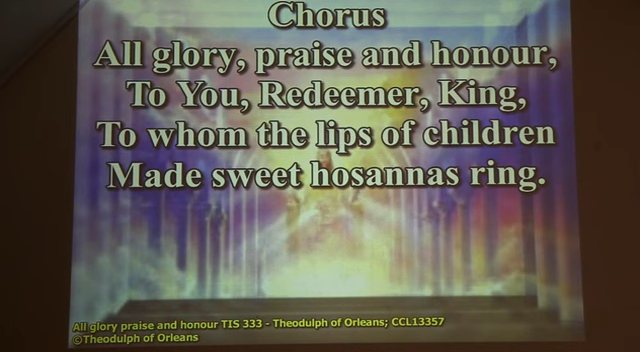 Chorus
All glory, praise and honour,
To You, Redeemer, King,
To whom the lips of children
Made sweet hosannas ring.
All glory praise and honour TIS 333 - Theodulph of Orleans; CCL13357
©Theodulph of Orleans